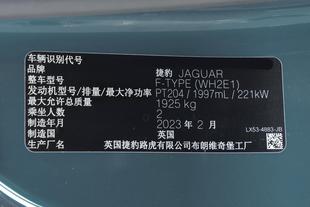 车辆识别代号
品牌 捷豹 JAGUAR
整车型号 F-TYPE (WH2E1)
发动机型号/排量/最大净功率 PT204 / 1997mL / 221kW
最大允许总质量 1925 kg
乘坐人数 2
制造年月 2023 年 2 月
制造国 英国
生产厂名 英国捷豹路虎有限公司布朗维奇堡工厂
LX53-4883-JB